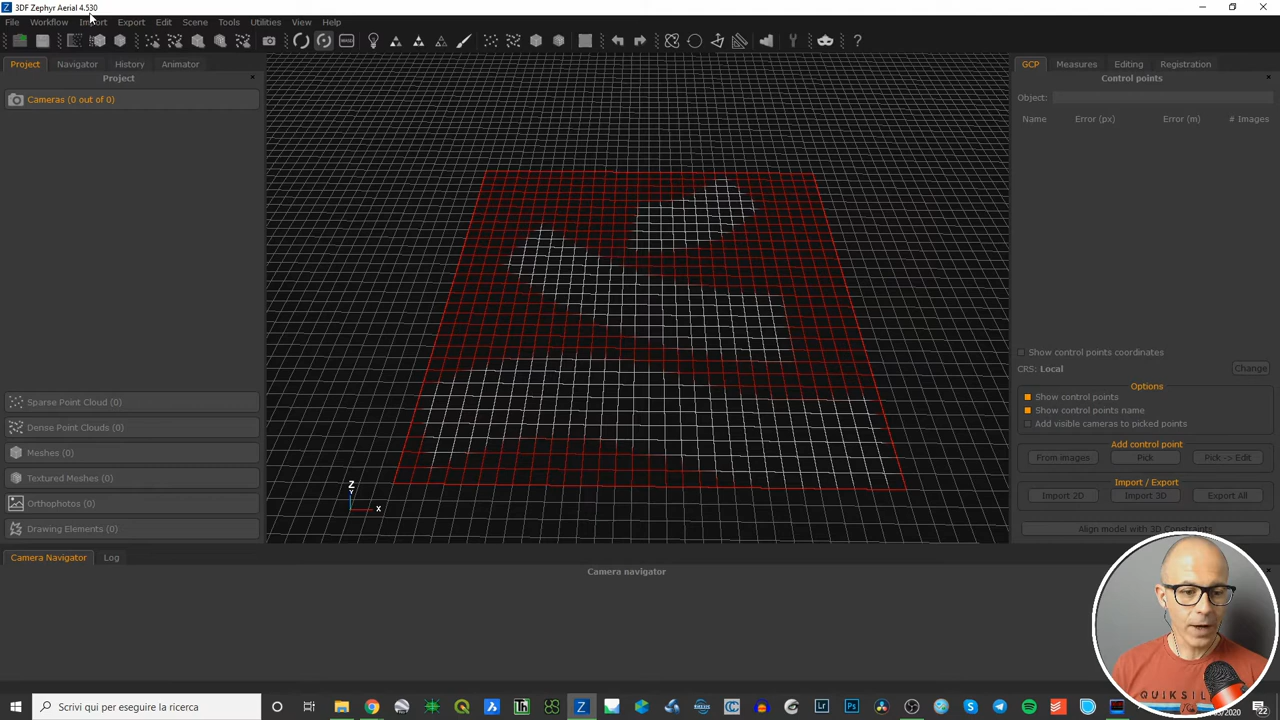 3DF Zephyr Aerial 4.530
File Workflow Import Export Edit Scene Tools Utilities View Help
Project Navigator History Animator
Project
Cameras (0 out of 0)
Sparse Point Cloud (0)
Dense Point Clouds (0)
Meshes (0)
Textured Meshes (0)
Orthophotos (0)
Drawing Elements (0)
Z
Y
X
GCP Measures Editing Registration
Control points
Object:
Name Error (px) Error (m) # Images
Show control points coordinates
CRS: Local Change
Options
Show control points
Show control points name
Add visible cameras to picked points
Add control point
From images Pick Pick -> Edit
Import / Export
Import 2D Import 3D Export All
Align model with 3D Constraints
Camera Navigator Log
Camera navigator
QUIKSIL
Scrivi qui per eseguire la ricerca